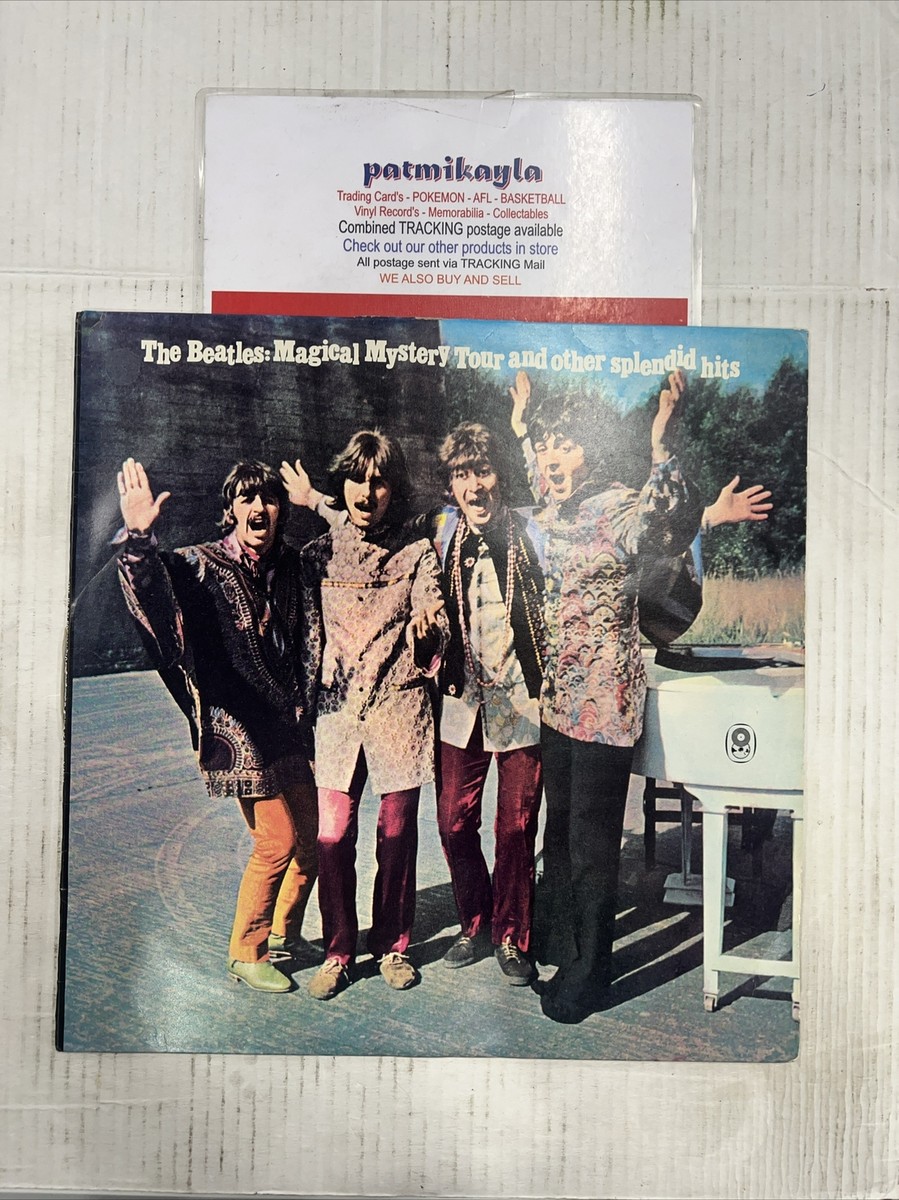 patmikayla
Trading Card's - POKEMON - AFL - BASKETBALL
Vinyl Record's - Memorabilia - Collectables
Combined TRACKING postage available
Check out our other products in store
All postage sent via TRACKING Mail
WE ALSO BUY AND SELL
The Beatles: Magical Mystery Tour and other splendid hits